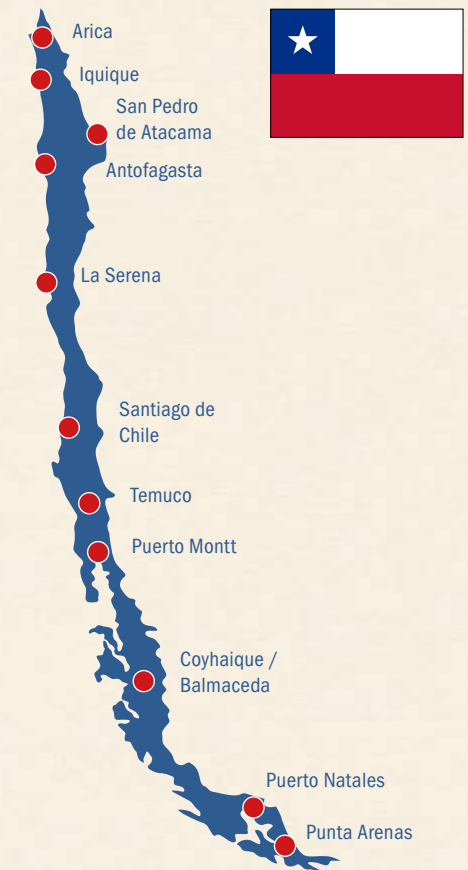 Arica
Iquique
San Pedro
de Atacama
Antofagasta
La Serena
Santiago de
Chile
Temuco
Puerto Montt
Coyhaique /
Balmaceda
Puerto Natales
Punta Arenas